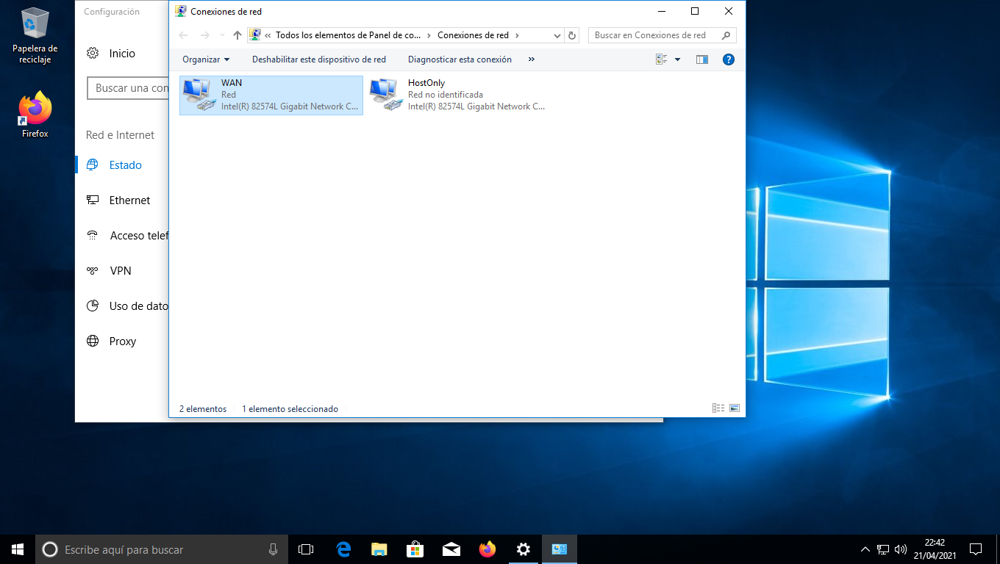 Papelera de
reciclaje
Firefox
Configuración
Inicio
Buscar una con
Red e Internet
Estado
Ethernet
Acceso telef
VPN
Uso de dato
Proxy
Conexiones de red
« Todos los elementos de Panel de co... › Conexiones de red ›
Buscar en Conexiones de red
Organizar
Deshabilitar este dispositivo de red
Diagnosticar esta conexión
»
?
WAN
Red
Intel(R) 82574L Gigabit Network C...
HostOnly
Red no identificada
Intel(R) 82574L Gigabit Network C...
2 elementos
1 elemento seleccionado
Escribe aquí para buscar
22:42
21/04/2021